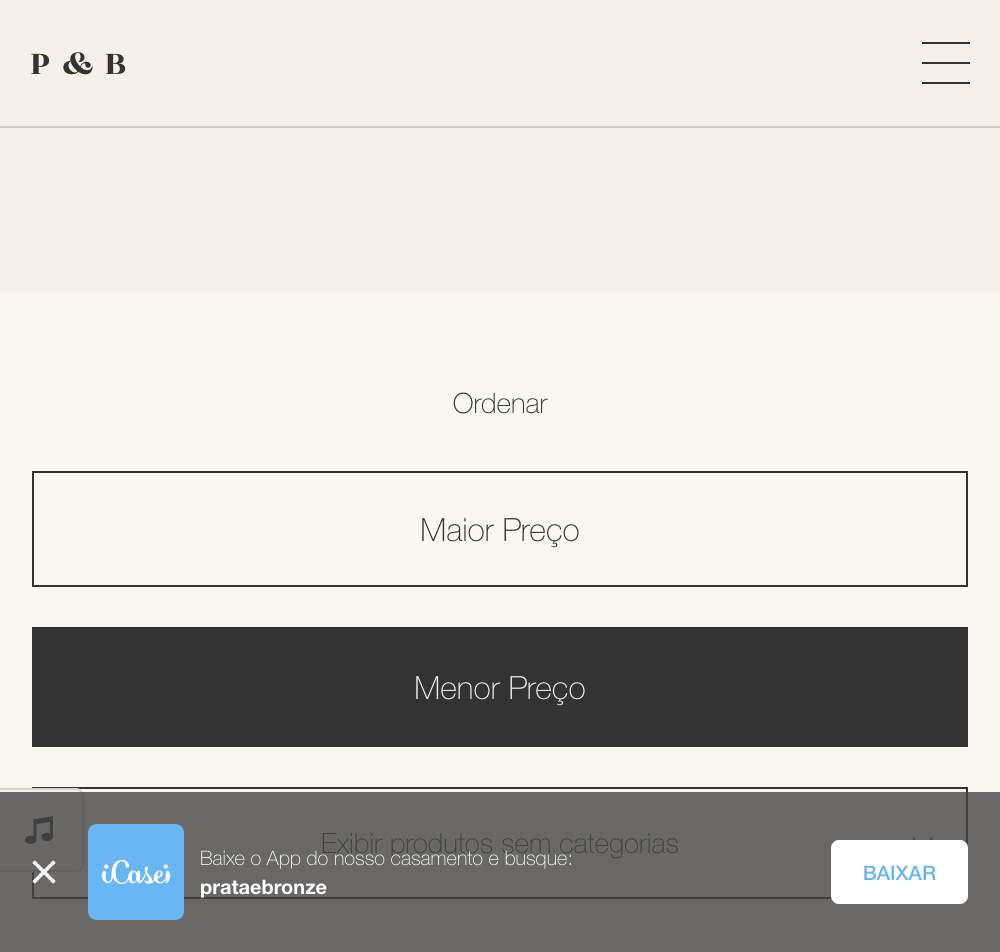 P & B
Ordenar
Maior Preço
Menor Preço
Exibir produtos sem categorias
iCasei
Baixe o App do nosso casamento e busque:
prataebronze
BAIXAR